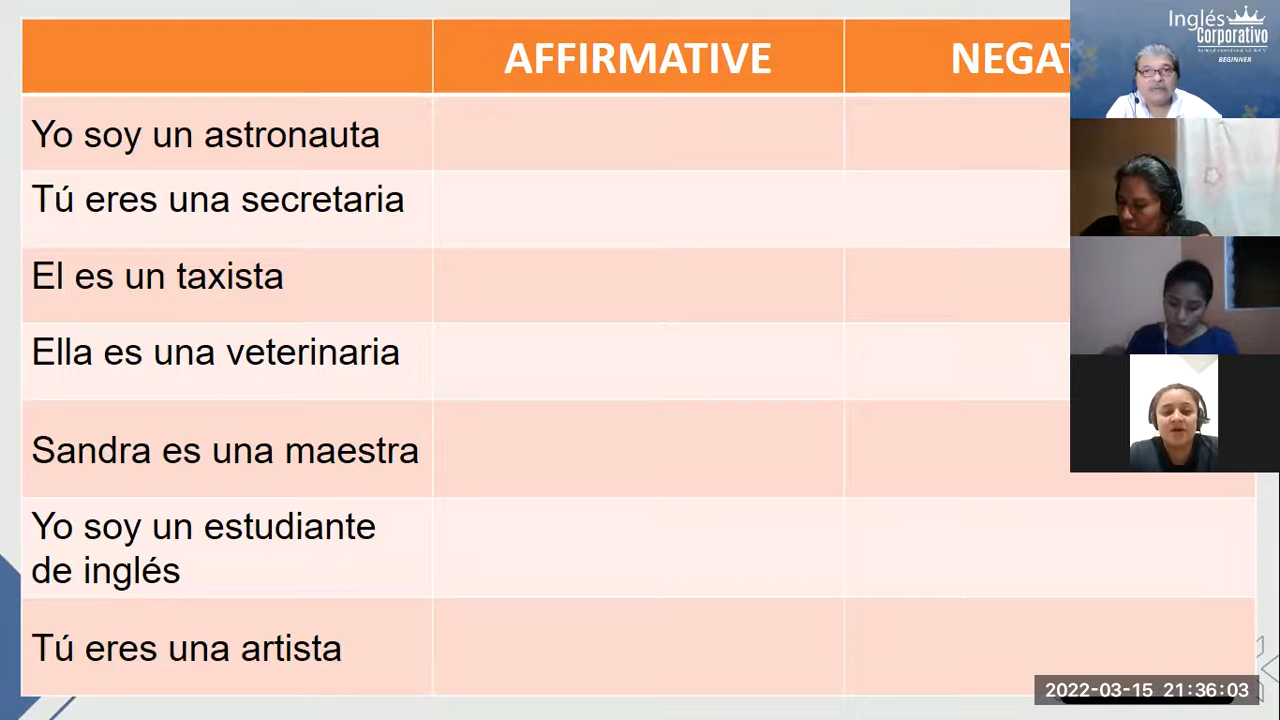 AFFIRMATIVE
NEGAT
Inglés
Corporativo
BEGINNER
Yo soy un astronauta
Tú eres una secretaria
El es un taxista
Ella es una veterinaria
Sandra es una maestra
Yo soy un estudiante
de inglés
Tú eres una artista
2022-03-15 21:36:03